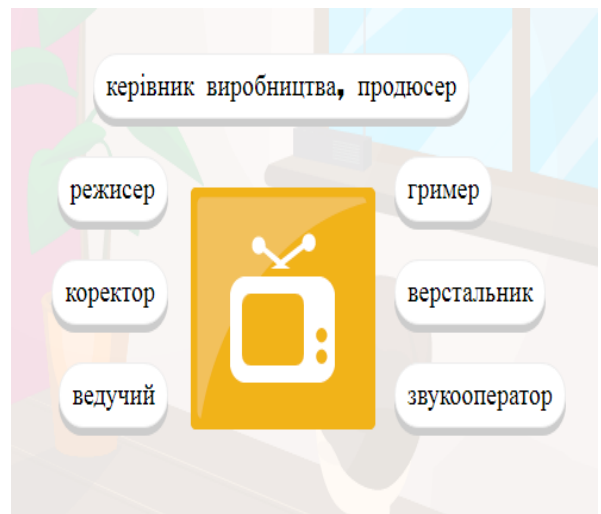 керівник виробництва, продюсер
режисер
гример
коректор
верстальник
ведучий
звукооператор